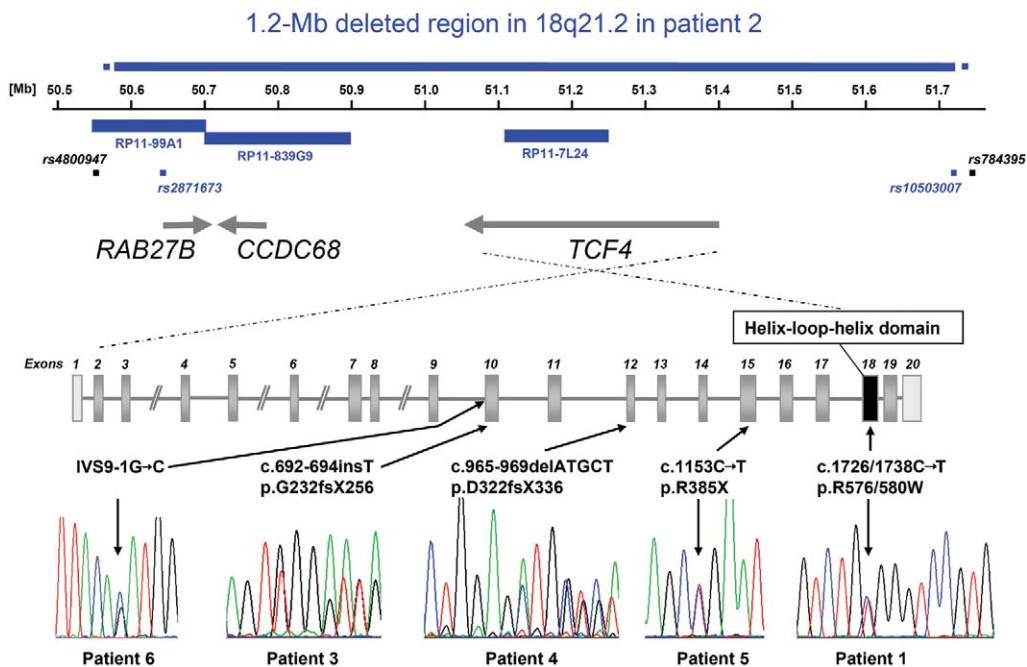 1.2-Mb deleted region in 18q21.2 in patient 2
[Mb] 50.5 50.6 50.7 50.8 50.9 51.0 51.1 51.2 51.3 51.4 51.5 51.6 51.7
RP11-99A1 RP11-839G9 RP11-7L24
rs4800947 rs784395
rs2871673 rs10503007
RAB27B CCDC68 TCF4
Helix-loop-helix domain
Exons 1 2 3 4 5 6 7 8 9 10 11 12 13 14 15 16 17 18 19 20
IVS9-1G→C c.692-694insT c.965-969delATGCT c.1153C→T c.1726/1738C→T
p.G232fsX256 p.D322fsX336 p.R385X p.R576/580W
Patient 6 Patient 3 Patient 4 Patient 5 Patient 1